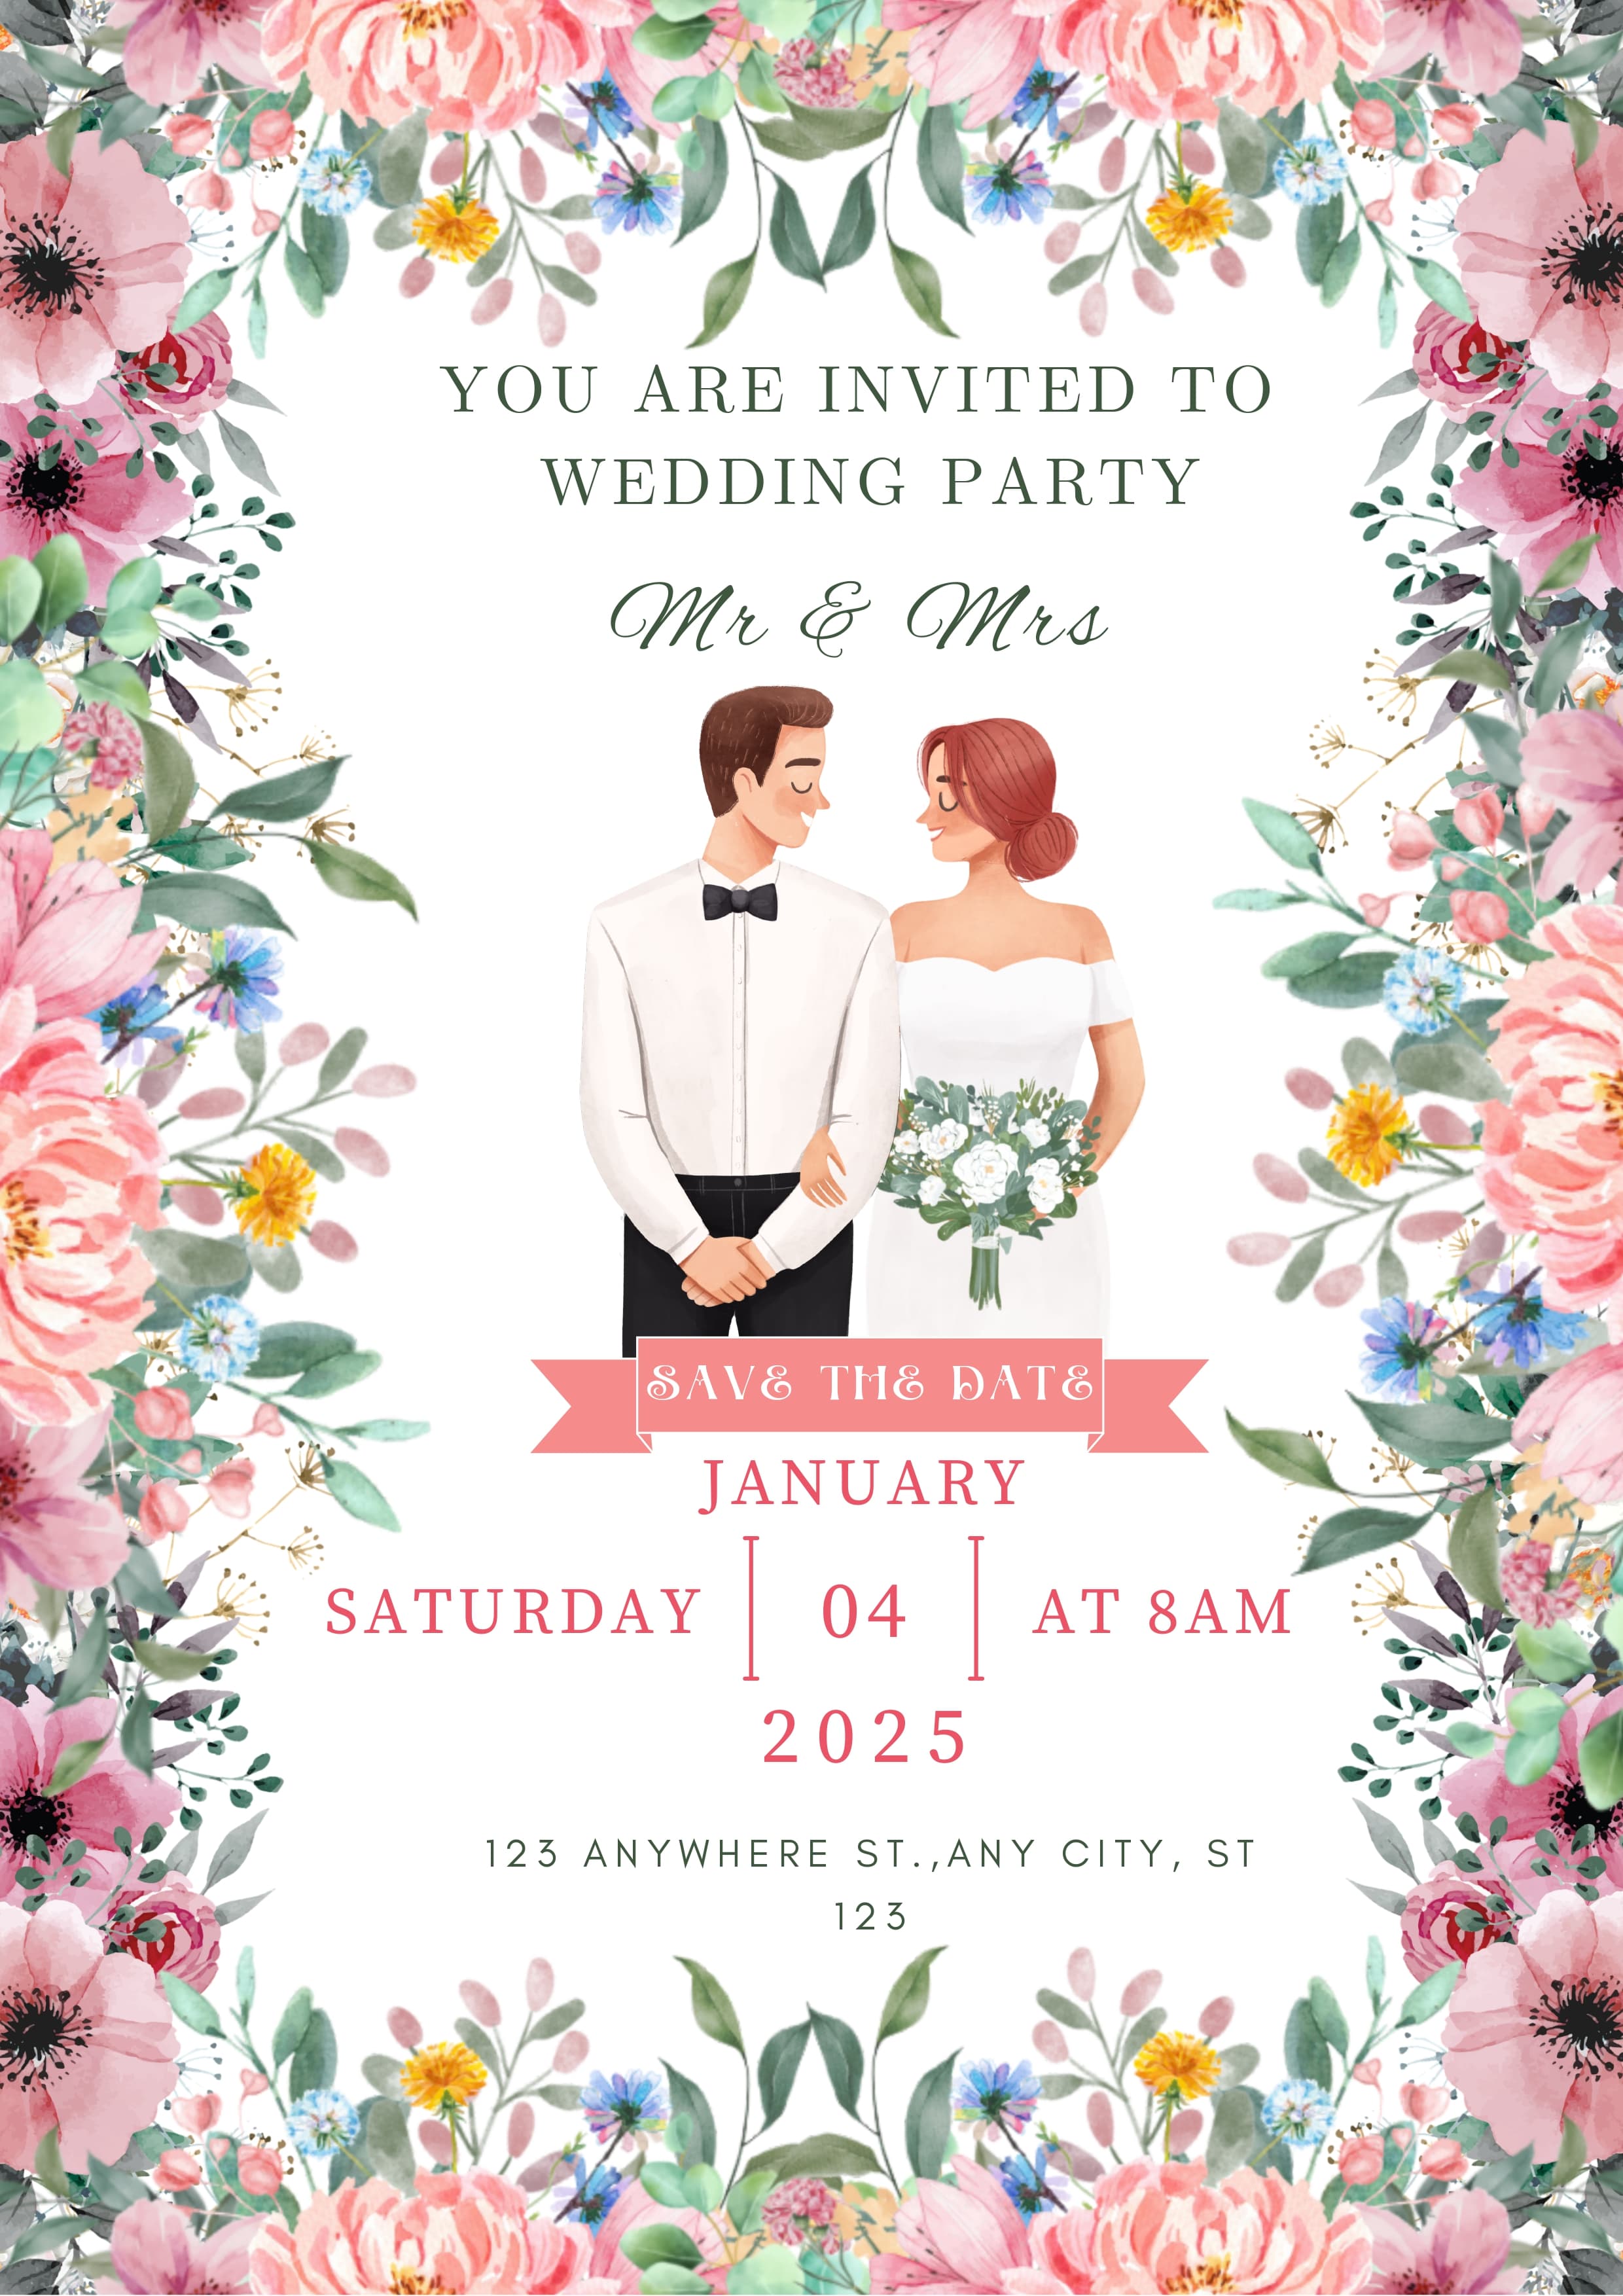 YOU ARE INVITED TO
WEDDING PARTY
Mr & Mrs
SAVE THE DATE
JANUARY
SATURDAY 04 AT 8AM
2025
123 ANYWHERE ST.,ANY CITY, ST
123